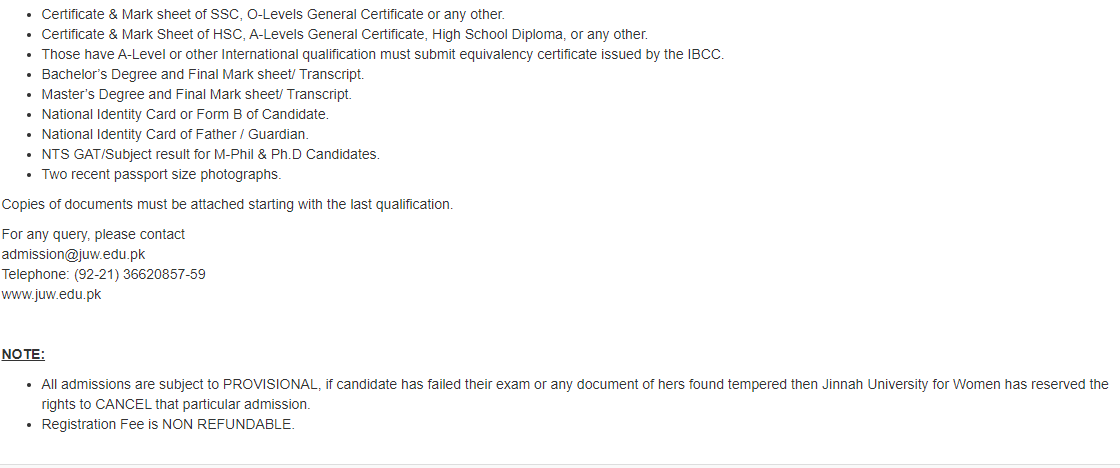 Certificate & Mark sheet of SSC, O-Levels General Certificate or any other.
Certificate & Mark Sheet of HSC, A-Levels General Certificate, High School Diploma, or any other.
Those have A-Level or other International qualification must submit equivalency certificate issued by the IBCC.
Bachelor's Degree and Final Mark sheet/ Transcript.
Master's Degree and Final Mark sheet/ Transcript.
National Identity Card or Form B of Candidate.
National Identity Card of Father / Guardian.
NTS GAT/Subject result for M-Phil & Ph.D Candidates.
Two recent passport size photographs.
Copies of documents must be attached starting with the last qualification.
For any query, please contact
admission@juw.edu.pk
Telephone: (92-21) 36620857-59
www.juw.edu.pk
NOTE:
All admissions are subject to PROVISIONAL, if candidate has failed their exam or any document of hers found tempered then Jinnah University for Women has reserved the
rights to CANCEL that particular admission.
Registration Fee is NON REFUNDABLE.